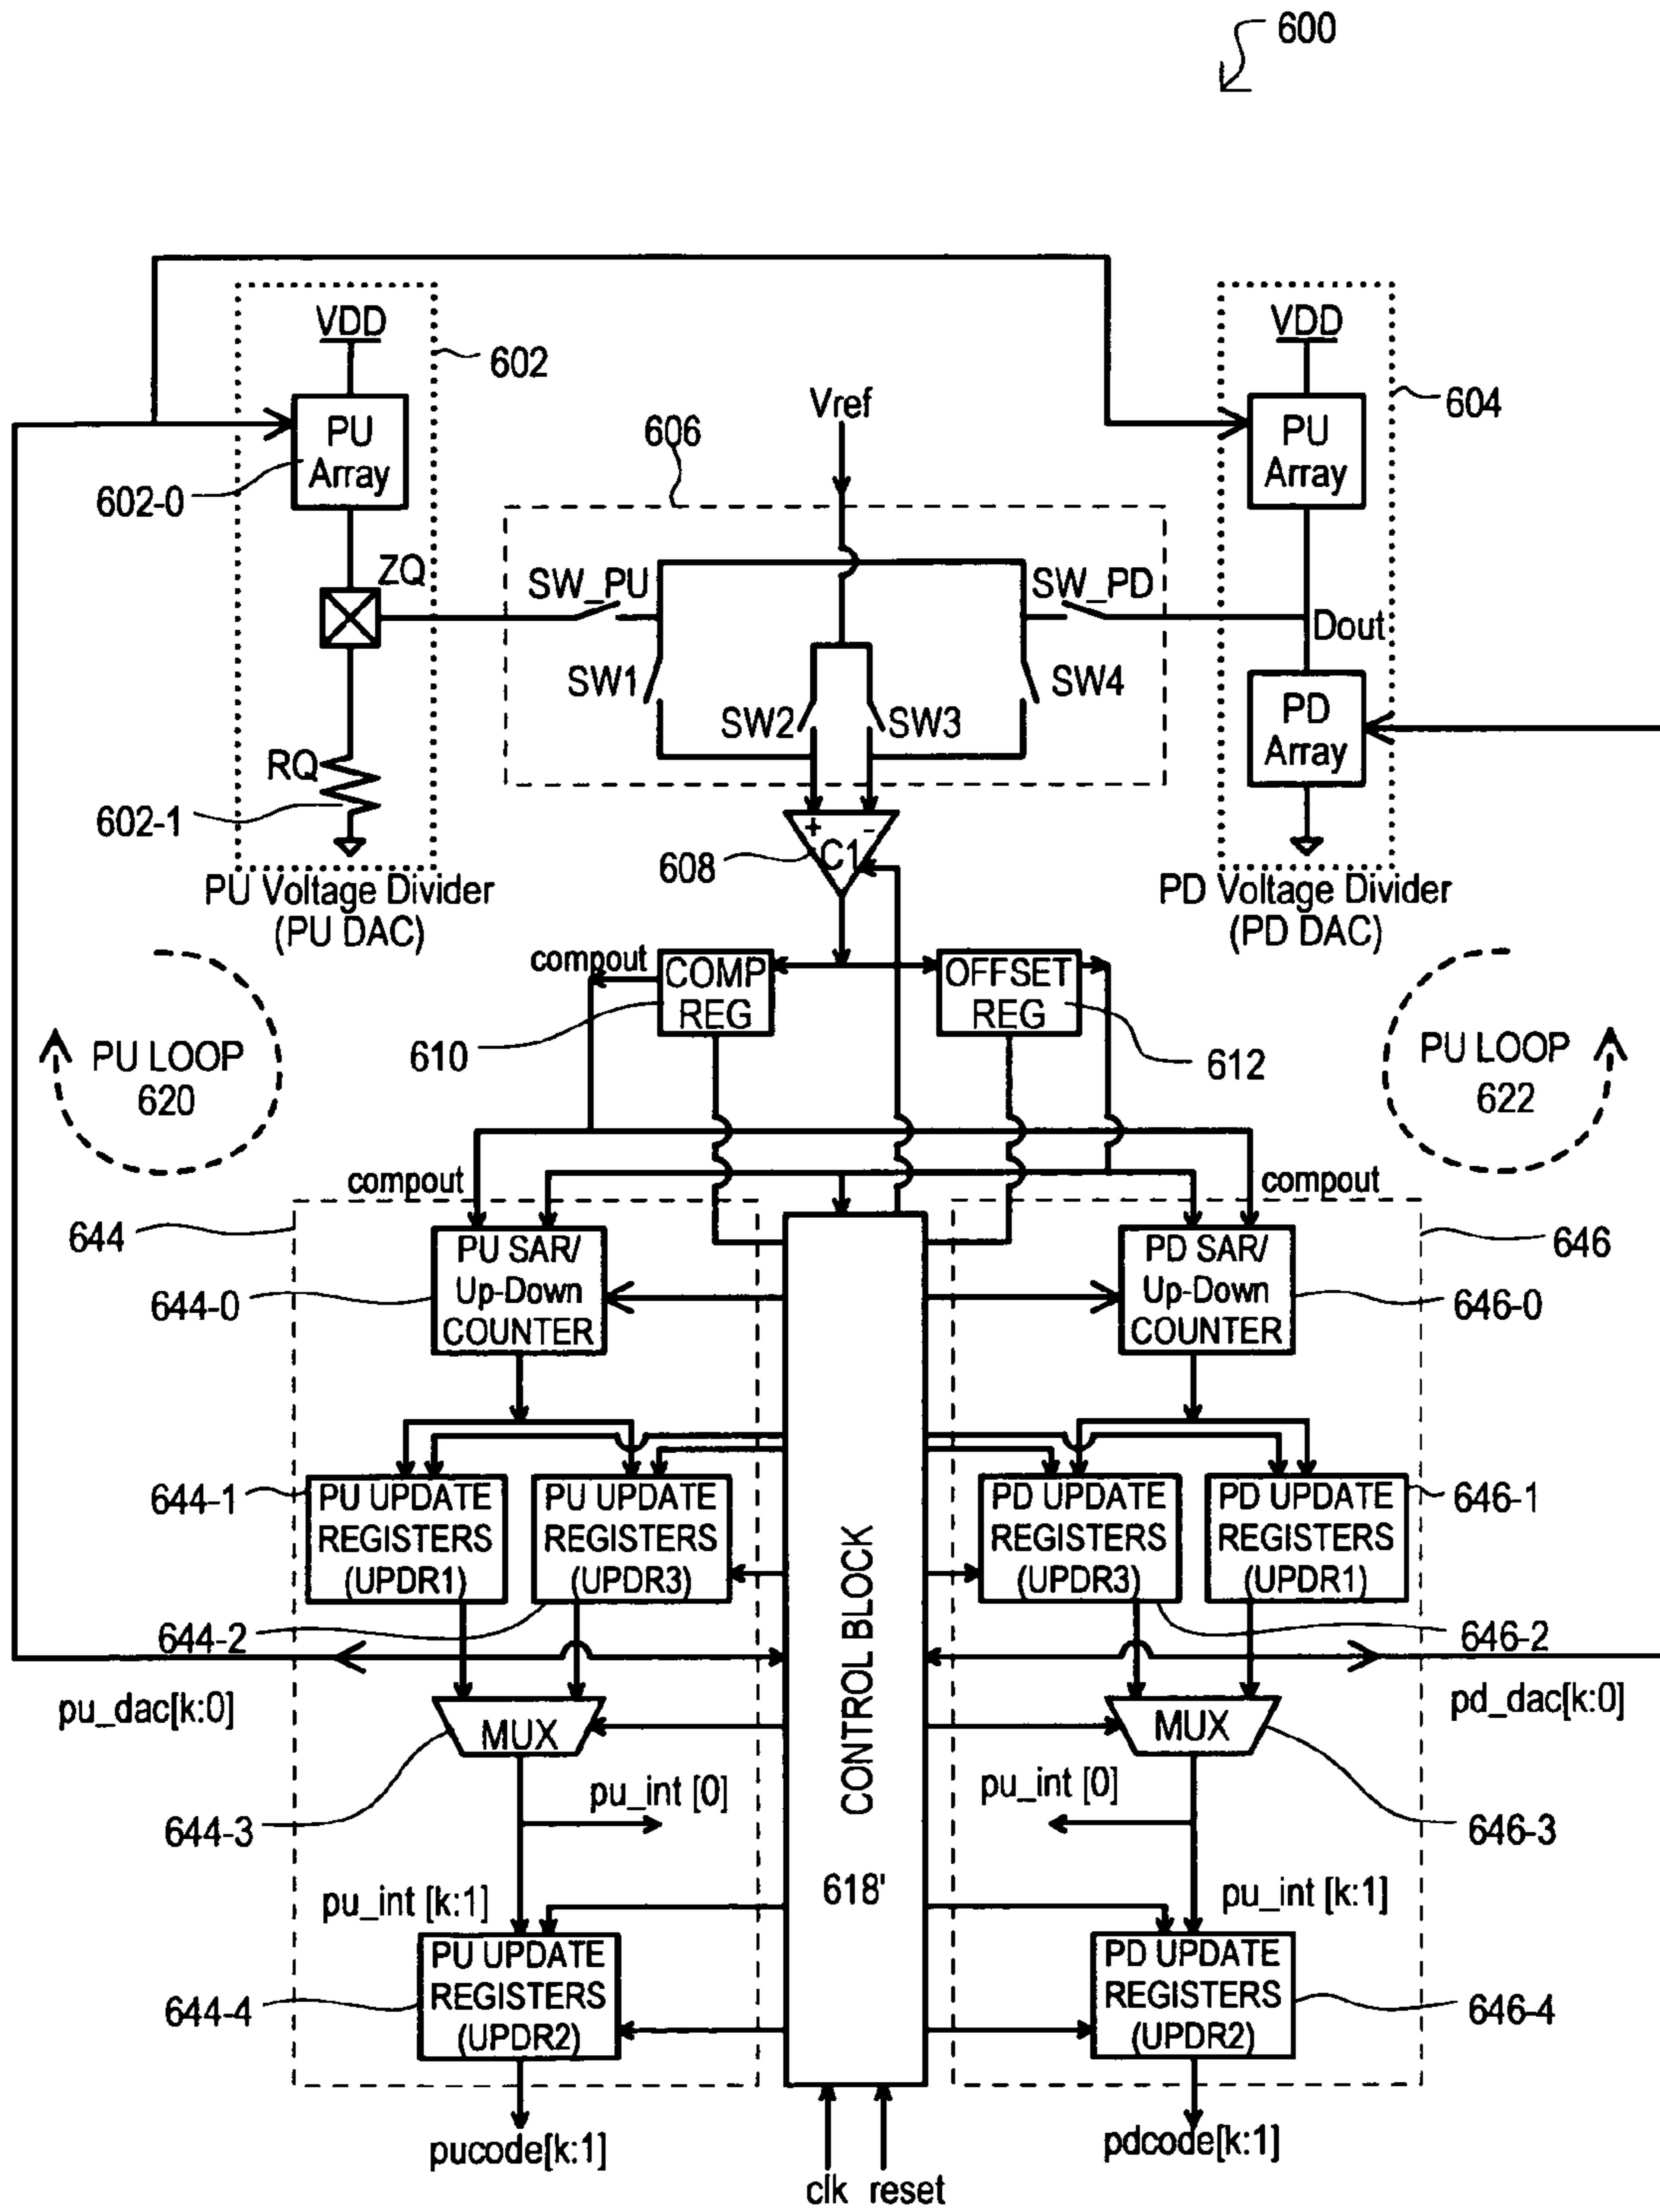 600
VDD
602
PU
Array
602-0
ZQ
RQ
602-1
PU Voltage Divider
(PU DAC)
Vref
606
SW_PU
SW_PD
SW1
SW2
SW3
SW4
VDD
604
PU
Array
Dout
PD
Array
PD Voltage Divider
(PD DAC)
+
-
C1
608
compout
COMP
REG
OFFSET
REG
610
612
PU LOOP
620
PU LOOP
622
compout
compout
644
646
PU SAR/
Up-Down
COUNTER
644-0
PD SAR/
Up-Down
COUNTER
646-0
644-1
PU UPDATE
REGISTERS
(UPDR1)
PU UPDATE
REGISTERS
(UPDR3)
PD UPDATE
REGISTERS
(UPDR3)
PD UPDATE
REGISTERS
(UPDR1)
646-1
644-2
646-2
CONTROL BLOCK
618'
pu_dac[k:0]
pd_dac[k:0]
MUX
MUX
644-3
646-3
pu_int [0]
pu_int [0]
pu_int [k:1]
pu_int [k:1]
PU UPDATE
REGISTERS
(UPDR2)
644-4
PD UPDATE
REGISTERS
(UPDR2)
646-4
pucode[k:1]
pdcode[k:1]
clk reset